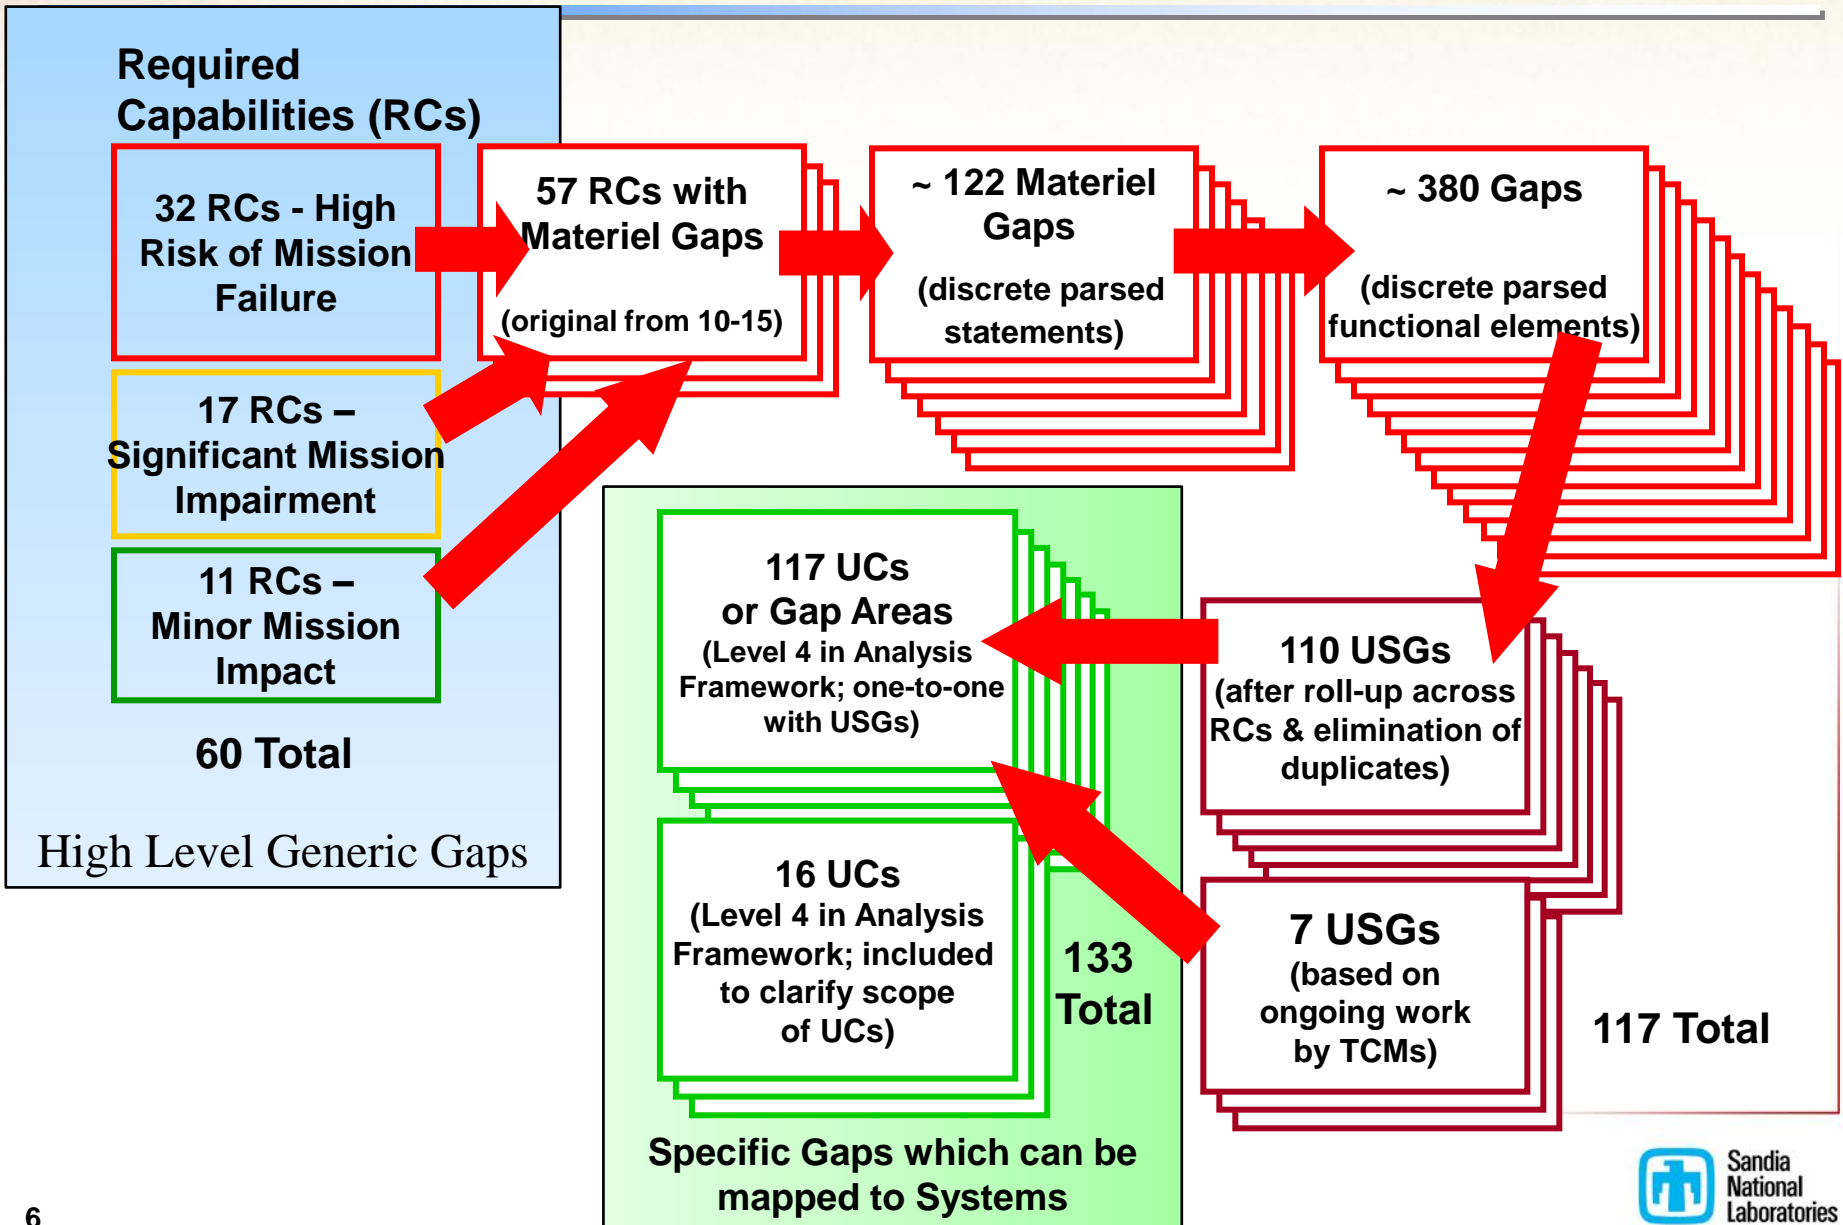 Required
Capabilities (RCs)
32 RCs - High
Risk of Mission
Failure
17 RCs –
Significant Mission
Impairment
11 RCs –
Minor Mission
Impact
60 Total
High Level Generic Gaps
57 RCs with
Materiel Gaps
(original from 10-15)
~ 122 Materiel
Gaps
(discrete parsed
statements)
~ 380 Gaps
(discrete parsed
functional elements)
110 USGs
(after roll-up across
RCs & elimination of
duplicates)
7 USGs
(based on
ongoing work
by TCMs)
117 Total
117 UCs
or Gap Areas
(Level 4 in Analysis
Framework; one-to-one
with USGs)
16 UCs
(Level 4 in Analysis
Framework; included
to clarify scope
of UCs)
133
Total
Specific Gaps which can be
mapped to Systems
Sandia
National
Laboratories
6